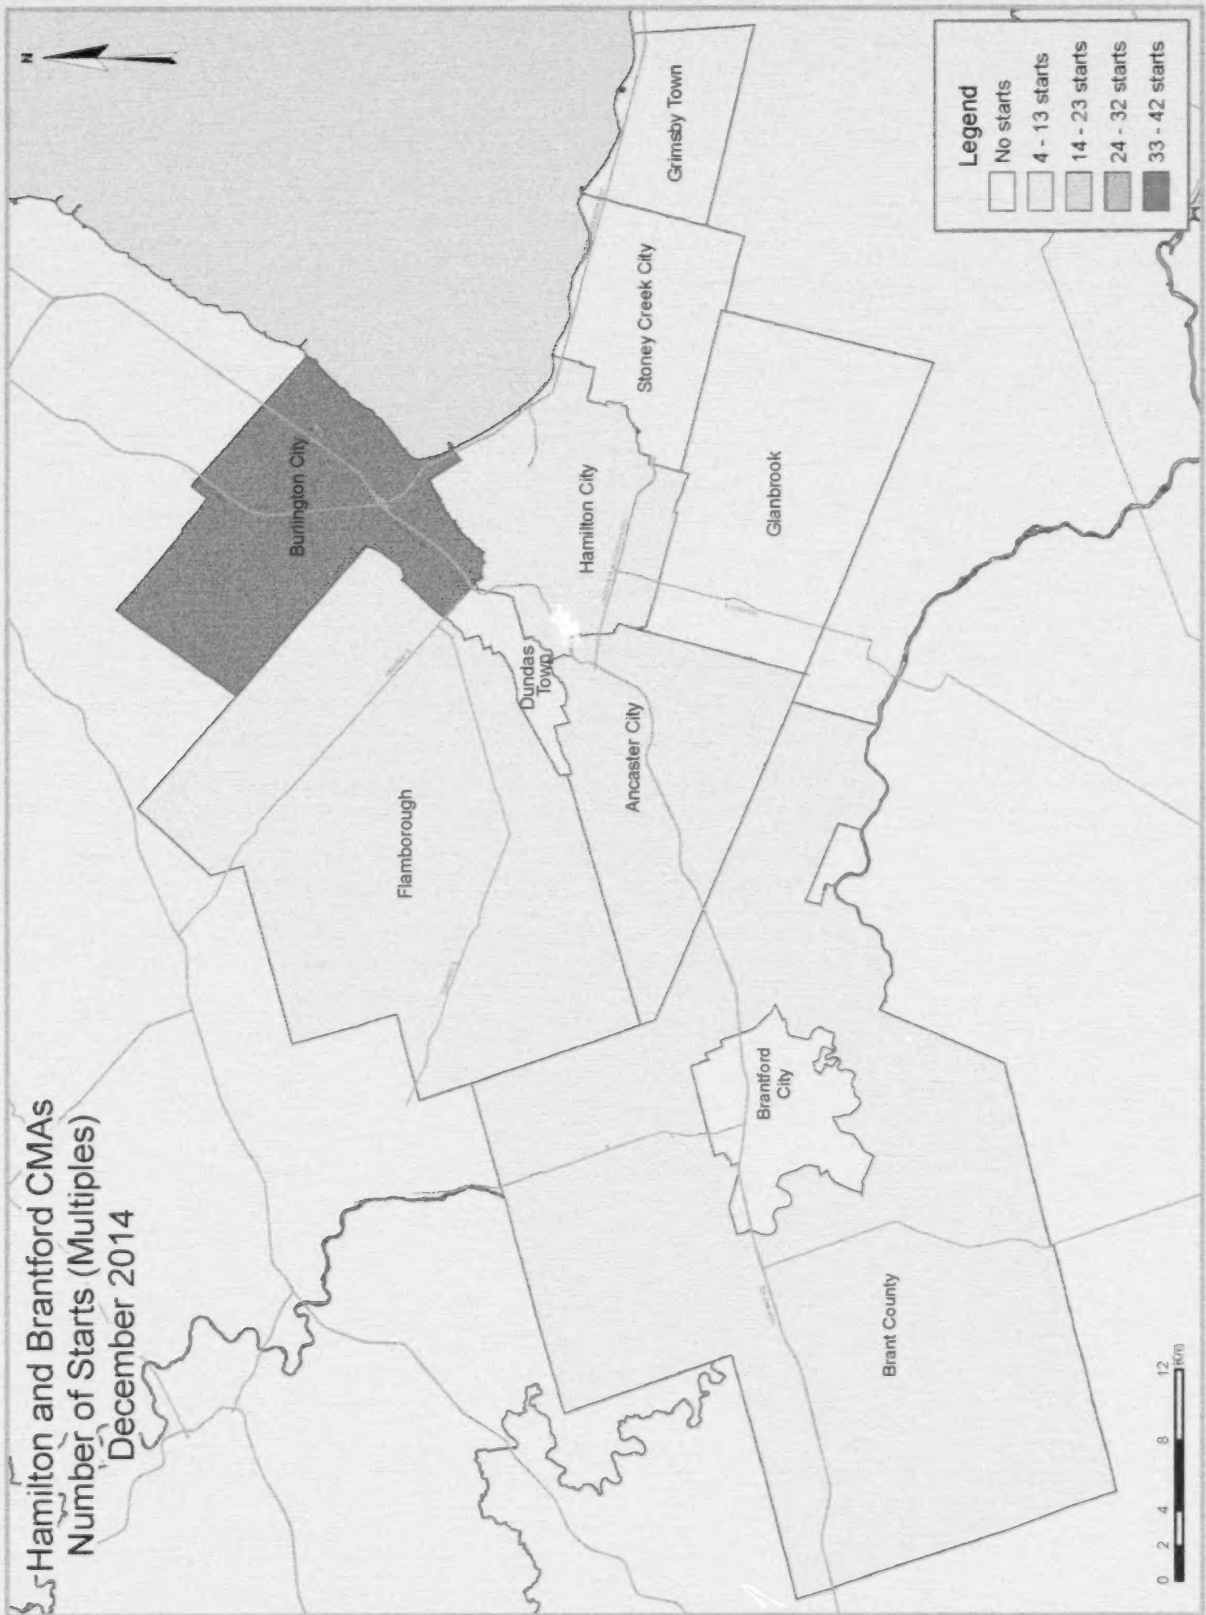 Hamilton and Brantford CMAs
Number of Starts (Multiples)
December 2014
N
Burlington City
Flamborough
Dundas
Town
Hamilton City
Stoney Creek City
Grimsby Town
Ancaster City
Glanbrook
Brantford
City
Brant County
Legend
No starts
4 - 13 starts
14 - 23 starts
24 - 32 starts
33 - 42 starts
0 2 4 8 12
Km